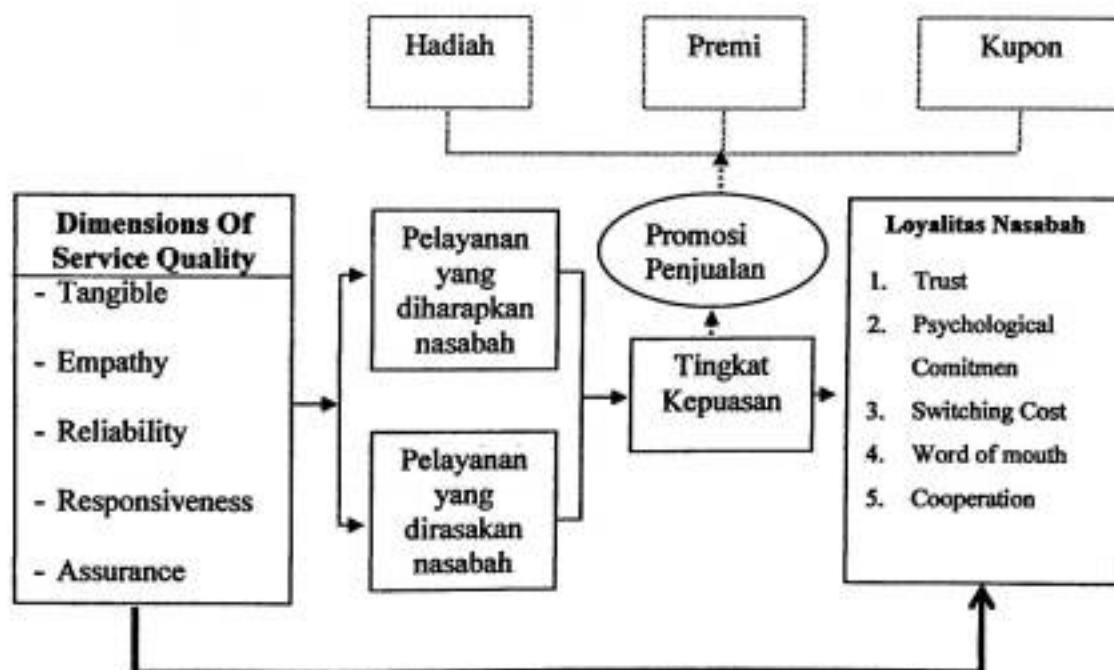 Hadiah
Premi
Kupon
Dimensions Of
Service Quality
- Tangible
- Empathy
- Reliability
- Responsiveness
- Assurance
Pelayanan
yang
diharapkan
nasabah
Pelayanan
yang
dirasakan
nasabah
Promosi
Penjualan
Tingkat
Kepuasan
Loyalitas Nasabah
1. Trust
2. Psychological
Comitmen
3. Switching Cost
4. Word of mouth
5. Cooperation